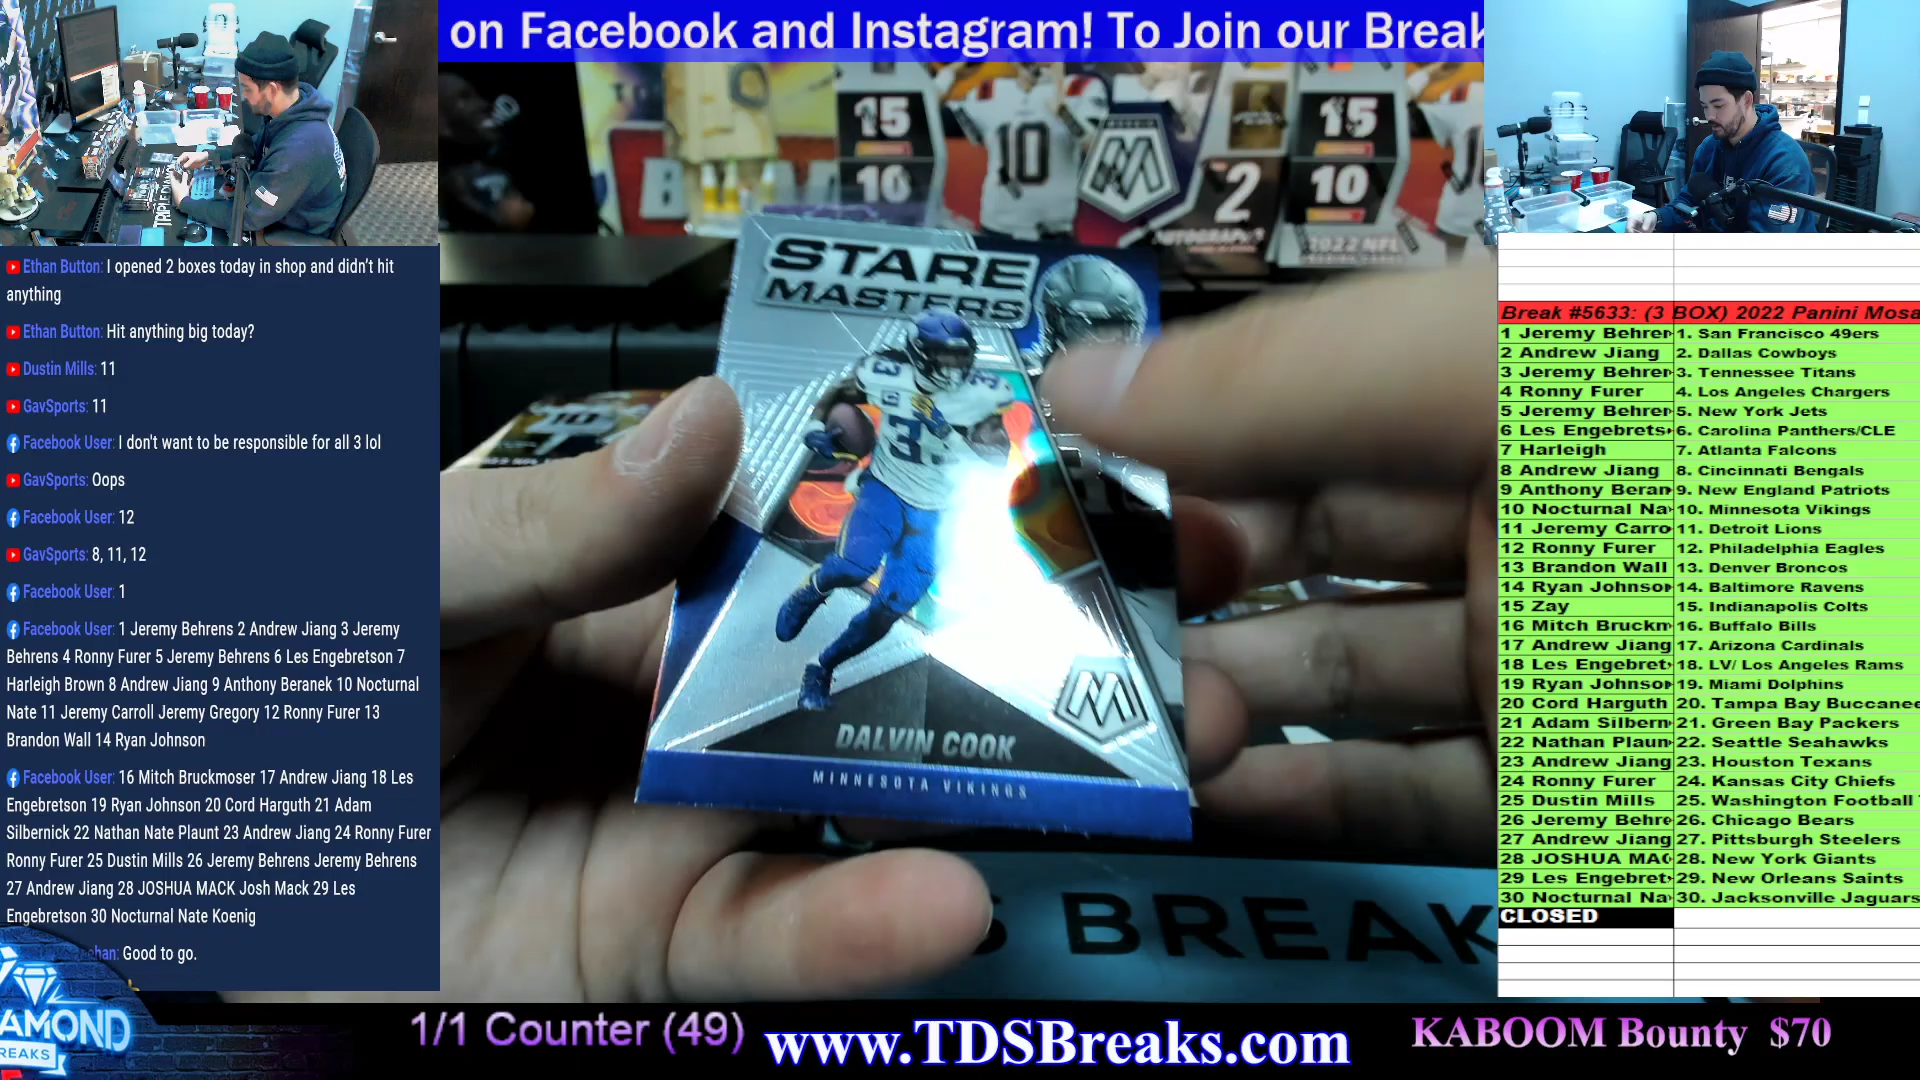 on Facebook and Instagram! To Join our Break
Ethan Button: I opened 2 boxes today in shop and didn't hit
anything
Ethan Button: Hit anything big today?
Dustin Mills: 11
GavSports: 11
Facebook User: I don't want to be responsible for all 3 lol
GavSports: Oops
Facebook User: 12
GavSports: 8, 11, 12
Facebook User: 1
Facebook User: 1 Jeremy Behrens 2 Andrew Jiang 3 Jeremy
Behrens 4 Ronny Furer 5 Jeremy Behrens 6 Les Engebretson 7
Harleigh Brown 8 Andrew Jiang 9 Anthony Beranek 10 Nocturnal
Nate 11 Jeremy Carroll Jeremy Gregory 12 Ronny Furer 13
Brandon Wall 14 Ryan Johnson
Facebook User: 16 Mitch Bruckmoser 17 Andrew Jiang 18 Les
Engebretson 19 Ryan Johnson 20 Cord Harguth 21 Adam
Silbernick 22 Nathan Nate Plaunt 23 Andrew Jiang 24 Ronny Furer
Ronny Furer 25 Dustin Mills 26 Jeremy Behrens Jeremy Behrens
27 Andrew Jiang 28 JOSHUA MACK Josh Mack 29 Les
Engebretson 30 Nocturnal Nate Koenig
han: Good to go.
AMOND
REAKS
15
10
10
M
2
15
10
2022 NFL
STARE
MASTERS
33
DALVIN COOK
MINNESOTA VIKINGS
M
S BREAK
Break #5633: (3 BOX) 2022 Panini Mosa
1 Jeremy Behren 1. San Francisco 49ers
2 Andrew Jiang 2. Dallas Cowboys
3 Jeremy Behren 3. Tennessee Titans
4 Ronny Furer 4. Los Angeles Chargers
5 Jeremy Behren 5. New York Jets
6 Les Engebrets 6. Carolina Panthers/CLE
7 Harleigh 7. Atlanta Falcons
8 Andrew Jiang 8. Cincinnati Bengals
9 Anthony Beran 9. New England Patriots
10 Nocturnal Na 10. Minnesota Vikings
11 Jeremy Carro 11. Detroit Lions
12 Ronny Furer 12. Philadelphia Eagles
13 Brandon Wall 13. Denver Broncos
14 Ryan Johnson 14. Baltimore Ravens
15 Zay 15. Indianapolis Colts
16 Mitch Bruckm 16. Buffalo Bills
17 Andrew Jiang 17. Arizona Cardinals
18 Les Engebret 18. LV/ Los Angeles Rams
19 Ryan Johnson 19. Miami Dolphins
20 Cord Harguth 20. Tampa Bay Buccanee
21 Adam Silbern 21. Green Bay Packers
22 Nathan Plaun 22. Seattle Seahawks
23 Andrew Jiang 23. Houston Texans
24 Ronny Furer 24. Kansas City Chiefs
25 Dustin Mills 25. Washington Football
26 Jeremy Behre 26. Chicago Bears
27 Andrew Jiang 27. Pittsburgh Steelers
28 JOSHUA MAC 28. New York Giants
29 Les Engebret 29. New Orleans Saints
30 Nocturnal Na 30. Jacksonville Jaguars
CLOSED
1/1 Counter (49)
www.TDSBreaks.com
KABOOM Bounty $70